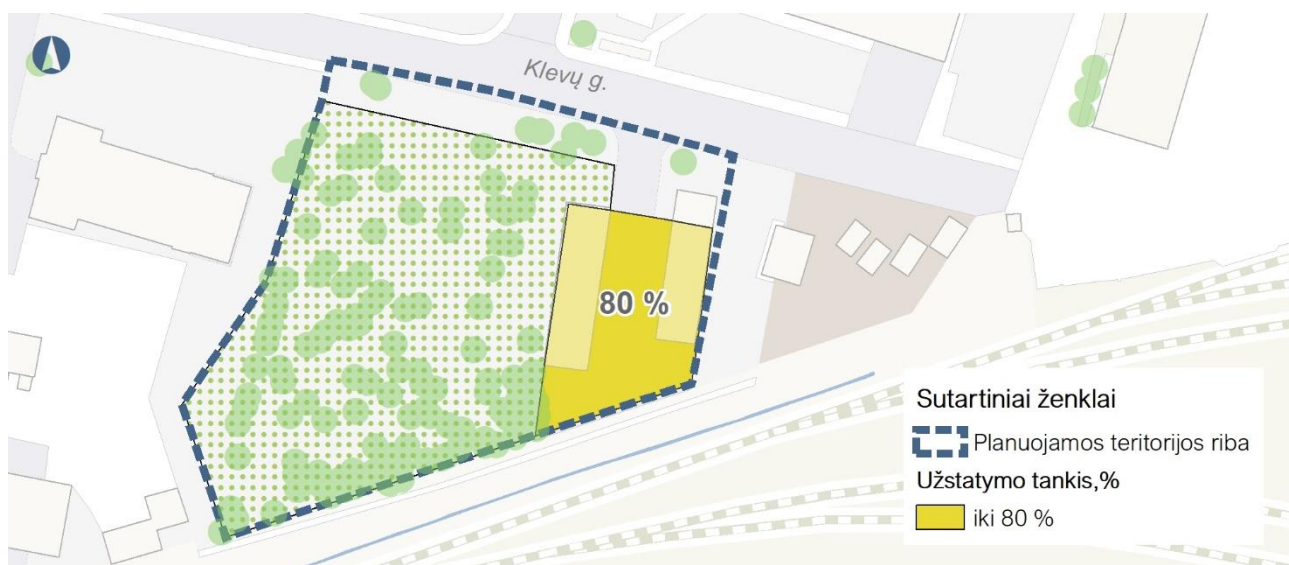 Klevų g.
80 %
Sutartiniai ženklai
Planuojamos teritorijos riba
Užstatymo tankis,%
iki 80 %